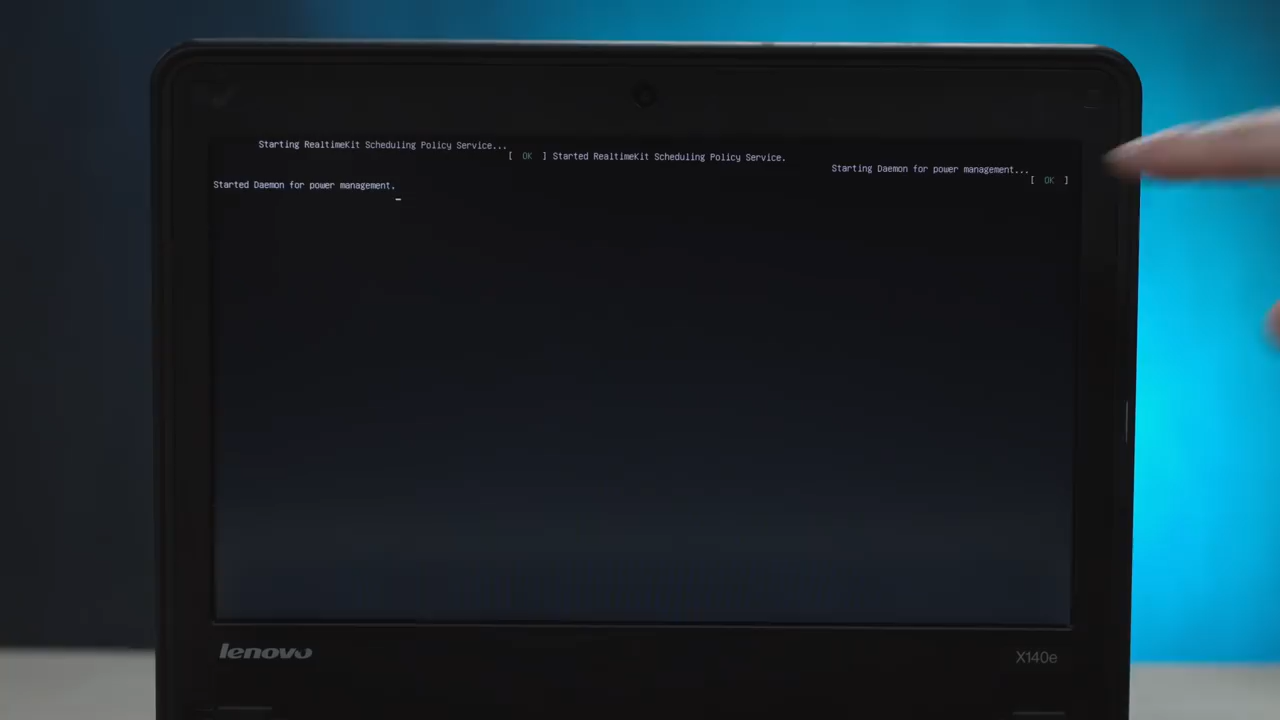 Starting RealtimeKit Scheduling Policy Service...
[ OK ] Started RealtimeKit Scheduling Policy Service.
Starting Daemon for power management...
[ OK ]
Started Daemon for power management.
lenovo
X140e